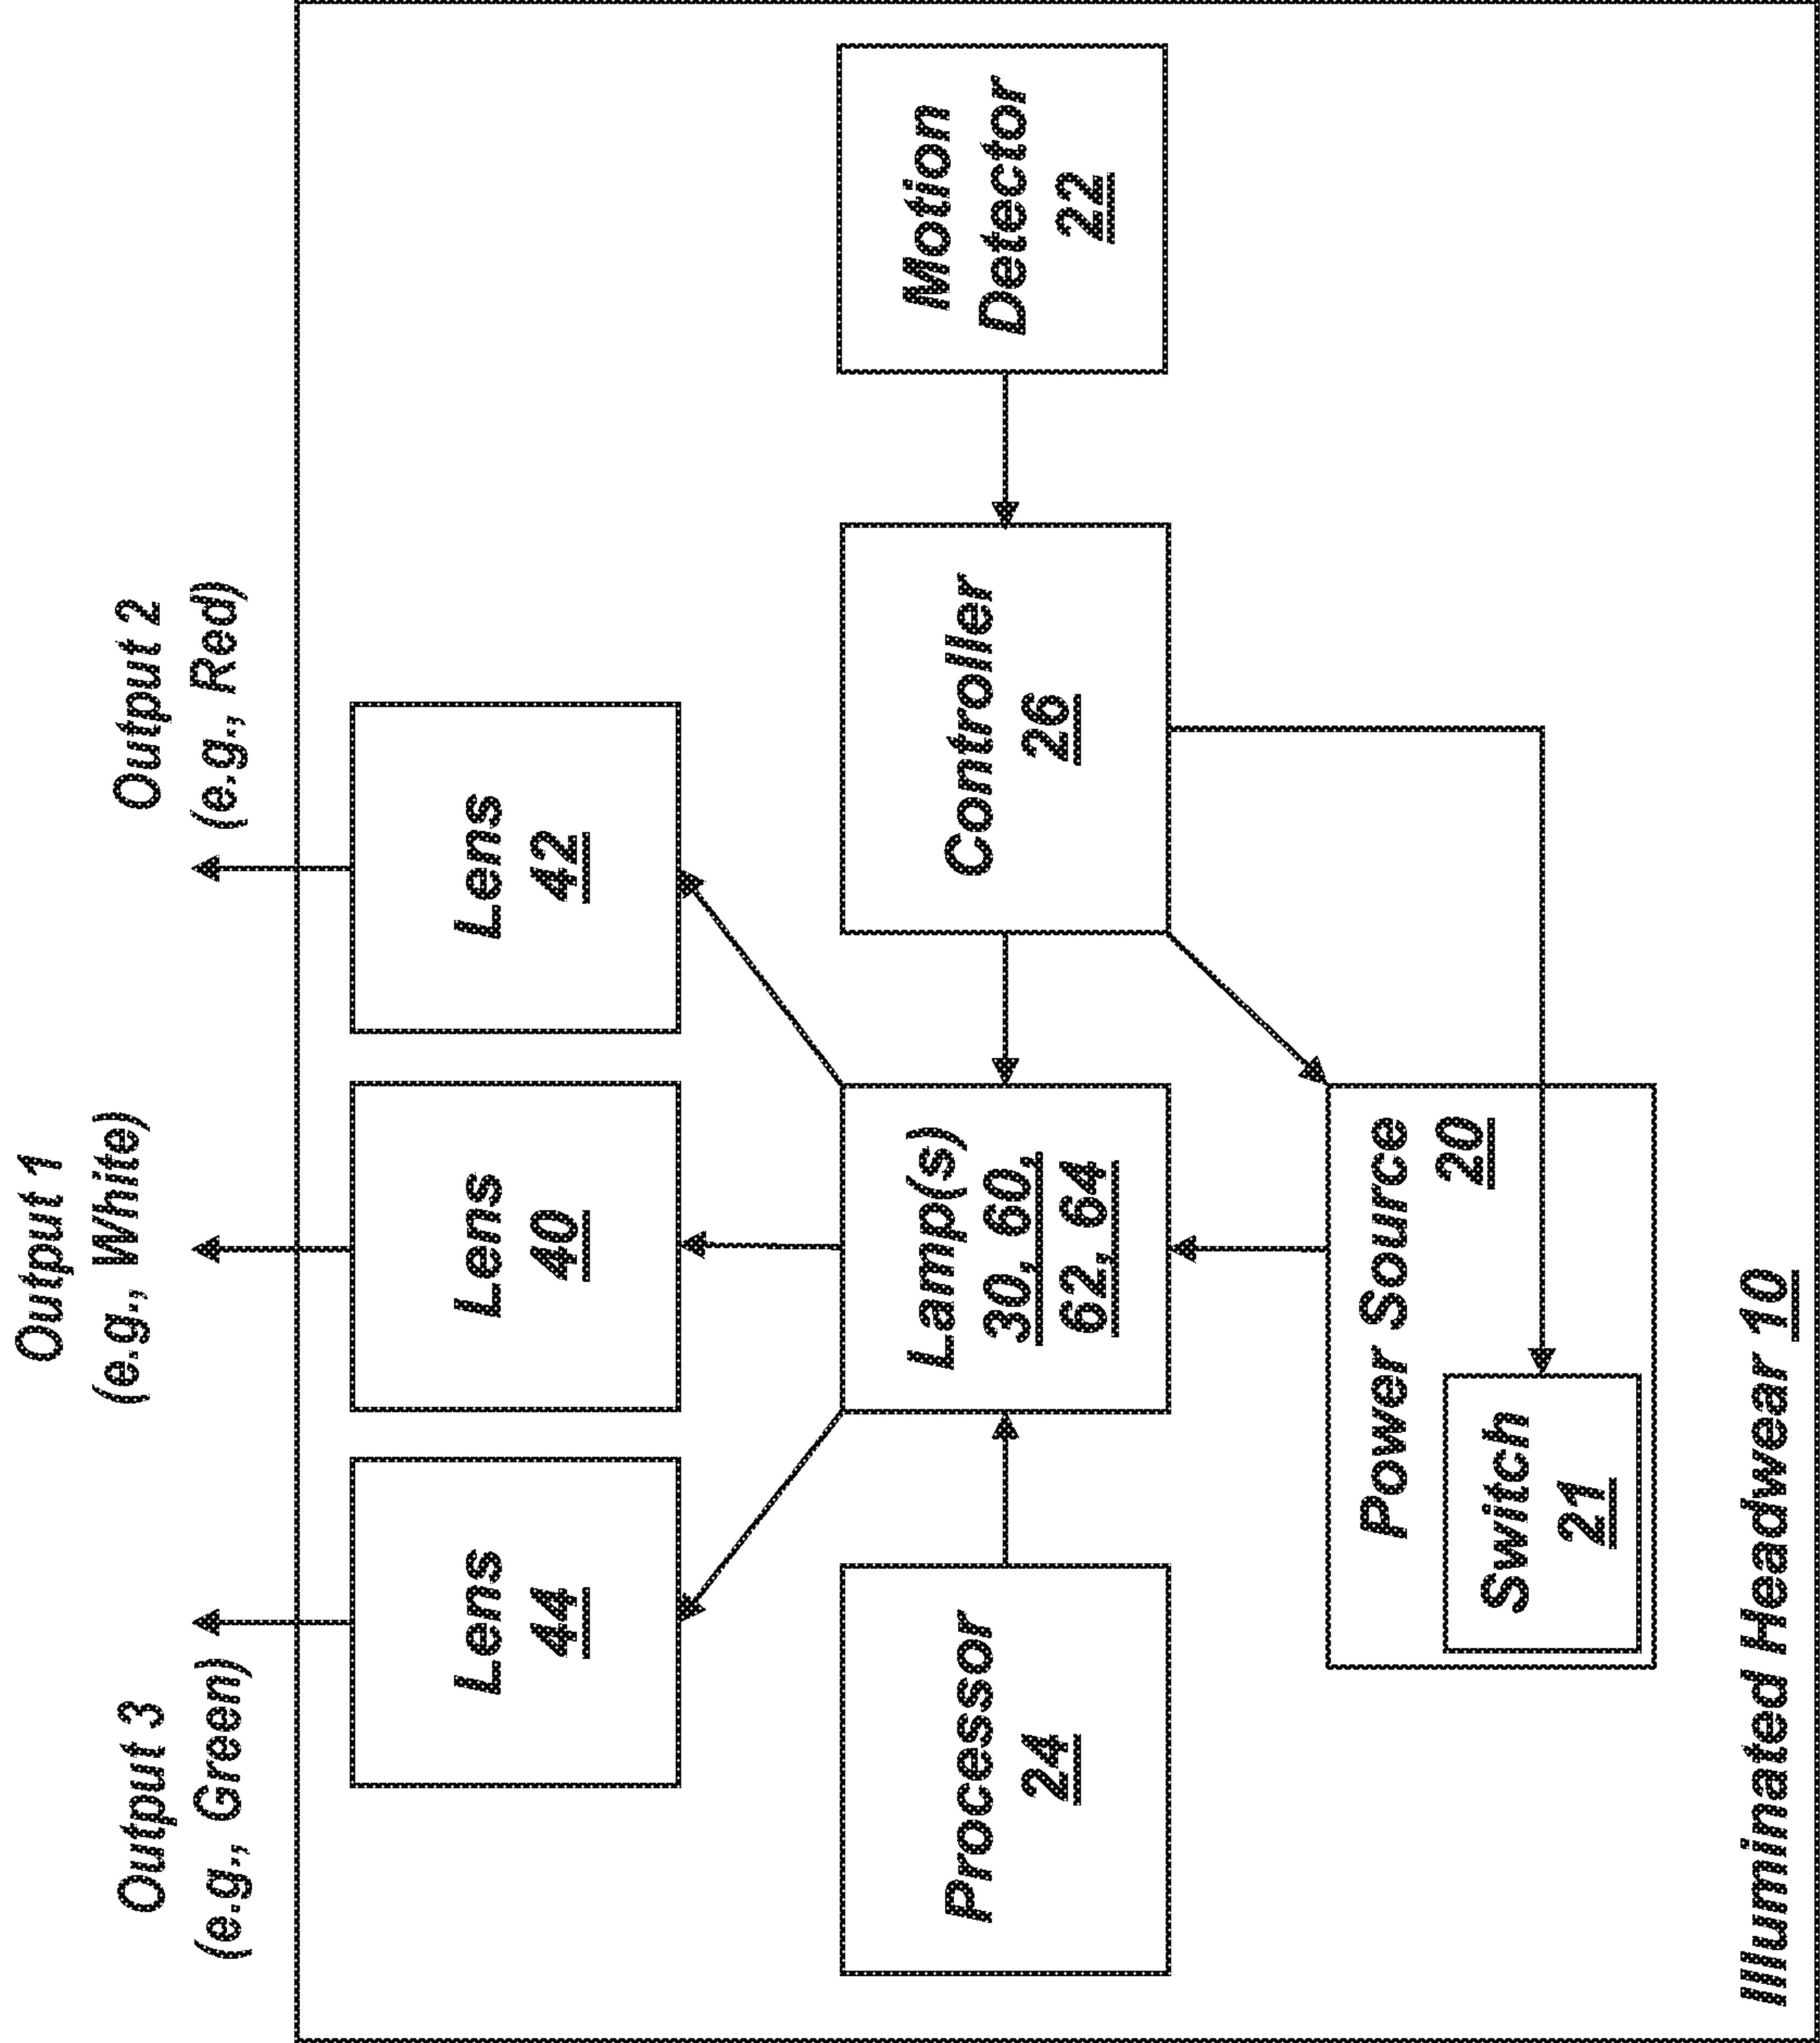 Output 3
(e.g., Green)
Output 1
(e.g., White)
Output 2
(e.g., Red)
Lens
44
Lens
40
Lens
42
Processor
24
Lamp(s)
30, 60,
62, 64
Controller
26
Motion
Detector
22
Power Source
20
Switch
21
Illuminated Headwear 10